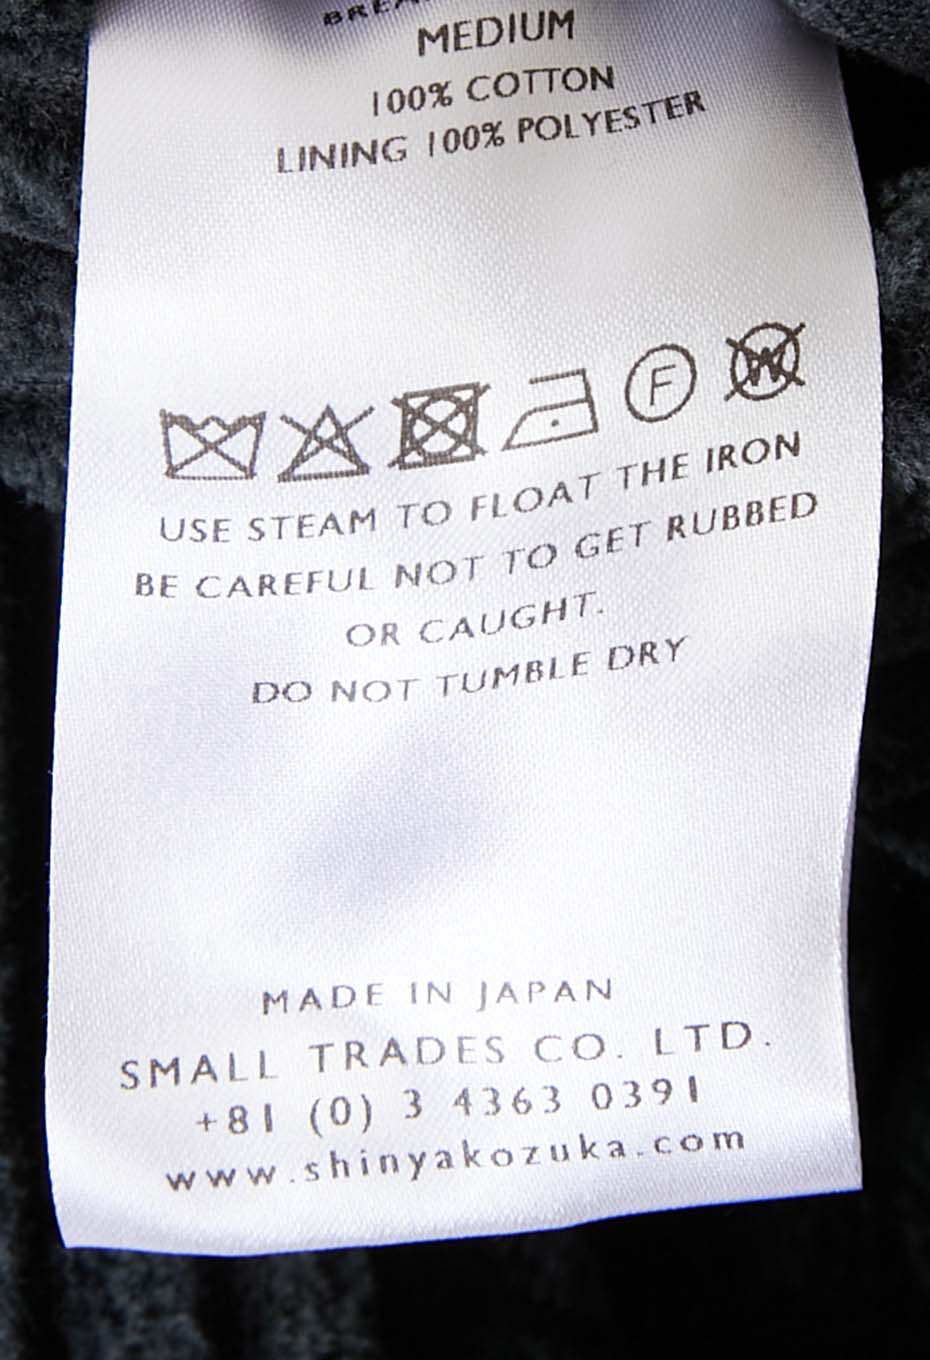 MEDIUM
100% COTTON
LINING 100% POLYESTER
F W
USE STEAM TO FLOAT THE IRON
BE CAREFUL NOT TO GET RUBBED
OR CAUGHT.
DO NOT TUMBLE DRY
MADE IN JAPAN
SMALL TRADES CO. LTD.
+81 (0) 3 4363 0391
www.shinyakozuka.com